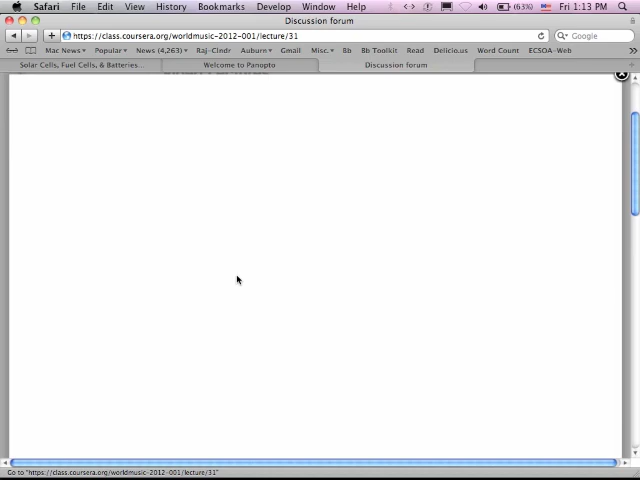 Safari File Edit View History Bookmarks Develop Window Help (63%) Fri 1:13 PM
Discussion forum
https://class.coursera.org/worldmusic-2012-001/lecture/31 Google
Mac News Popular News (4,263) Raj-Cindr Auburn Gmail Misc. Bb Bb Toolkit Read Delicio.us Word Count ECSOA-Web
Solar Cells, Fuel Cells, & Batteries... Welcome to Panopto Discussion forum
Go to "https://class.coursera.org/worldmusic-2012-001/lecture/31"